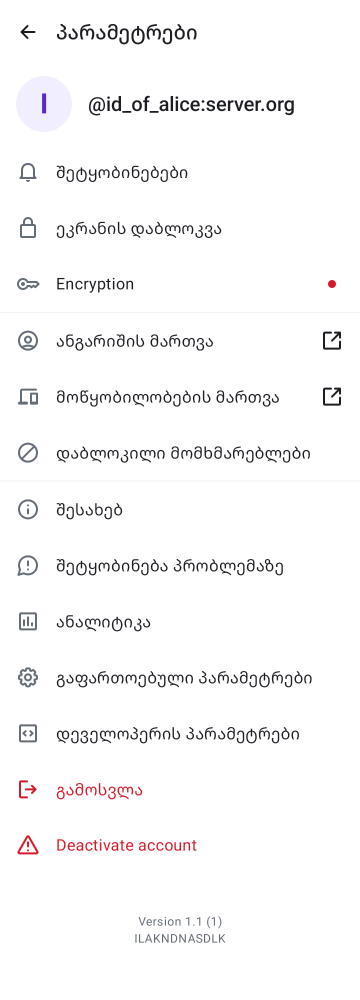 პარამეტრები
I
@id_of_alice:server.org
შეტყობინებები
ეკრანის დაბლოკვა
Encryption
ანგარიშის მართვა
მოწყობილობების მართვა
დაბლოკილი მომხმარებლები
შესახებ
შეტყობინება პრობლემაზე
ანალიტიკა
გაფართოებული პარამეტრები
დეველოპერის პარამეტრები
გამოსვლა
Deactivate account
Version 1.1 (1)
ILAKNDNASDLK